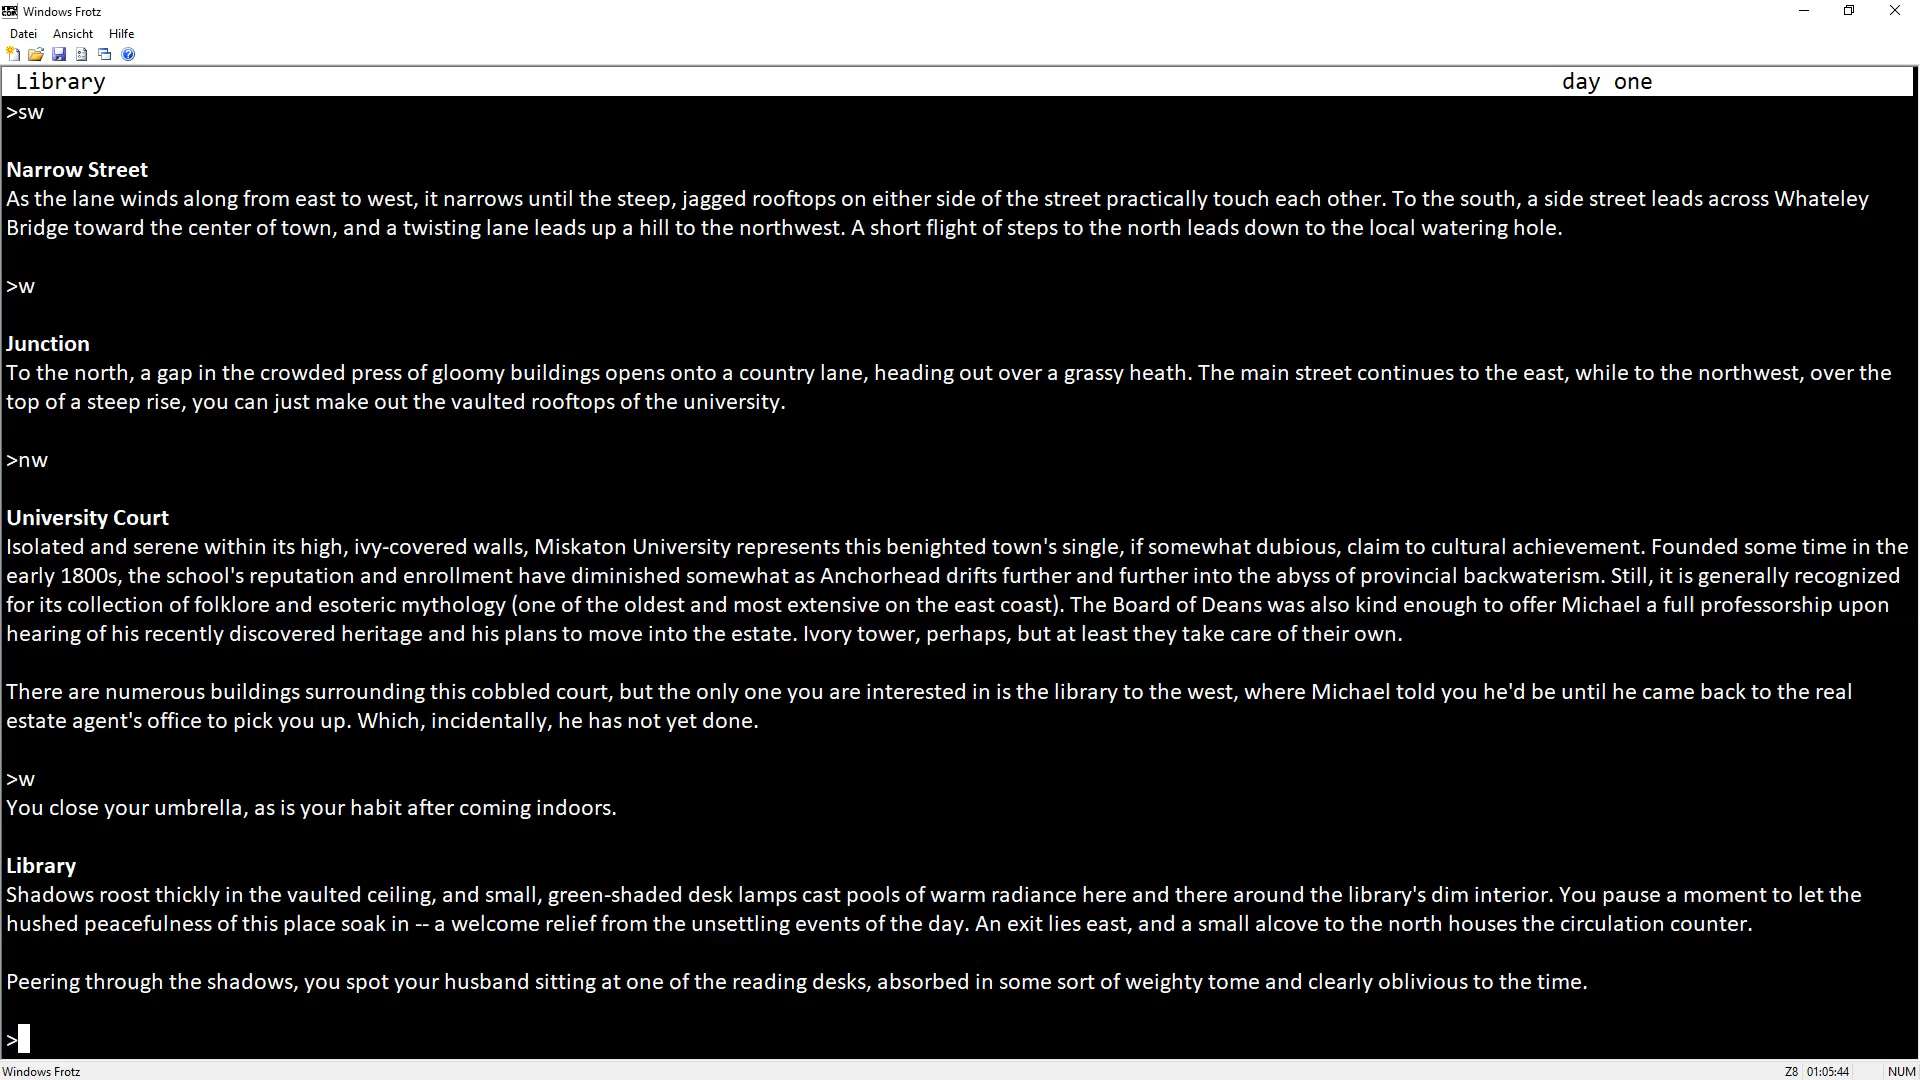 Windows Frotz
Datei Ansicht Hilfe
Library day one
>sw
Narrow Street
As the lane winds along from east to west, it narrows until the steep, jagged rooftops on either side of the street practically touch each other. To the south, a side street leads across Whateley
Bridge toward the center of town, and a twisting lane leads up a hill to the northwest. A short flight of steps to the north leads down to the local watering hole.
>w
Junction
To the north, a gap in the crowded press of gloomy buildings opens onto a country lane, heading out over a grassy heath. The main street continues to the east, while to the northwest, over the
top of a steep rise, you can just make out the vaulted rooftops of the university.
>nw
University Court
Isolated and serene within its high, ivy-covered walls, Miskaton University represents this benighted town's single, if somewhat dubious, claim to cultural achievement. Founded some time in the
early 1800s, the school's reputation and enrollment have diminished somewhat as Anchorhead drifts further and further into the abyss of provincial backwaterism. Still, it is generally recognized
for its collection of folklore and esoteric mythology (one of the oldest and most extensive on the east coast). The Board of Deans was also kind enough to offer Michael a full professorship upon
hearing of his recently discovered heritage and his plans to move into the estate. Ivory tower, perhaps, but at least they take care of their own.
There are numerous buildings surrounding this cobbled court, but the only one you are interested in is the library to the west, where Michael told you he'd be until he came back to the real
estate agent's office to pick you up. Which, incidentally, he has not yet done.
>w
You close your umbrella, as is your habit after coming indoors.
Library
Shadows roost thickly in the vaulted ceiling, and small, green-shaded desk lamps cast pools of warm radiance here and there around the library's dim interior. You pause a moment to let the
hushed peacefulness of this place soak in -- a welcome relief from the unsettling events of the day. An exit lies east, and a small alcove to the north houses the circulation counter.
Peering through the shadows, you spot your husband sitting at one of the reading desks, absorbed in some sort of weighty tome and clearly oblivious to the time.
>
Windows Frotz Z8 01:05:44 NUM